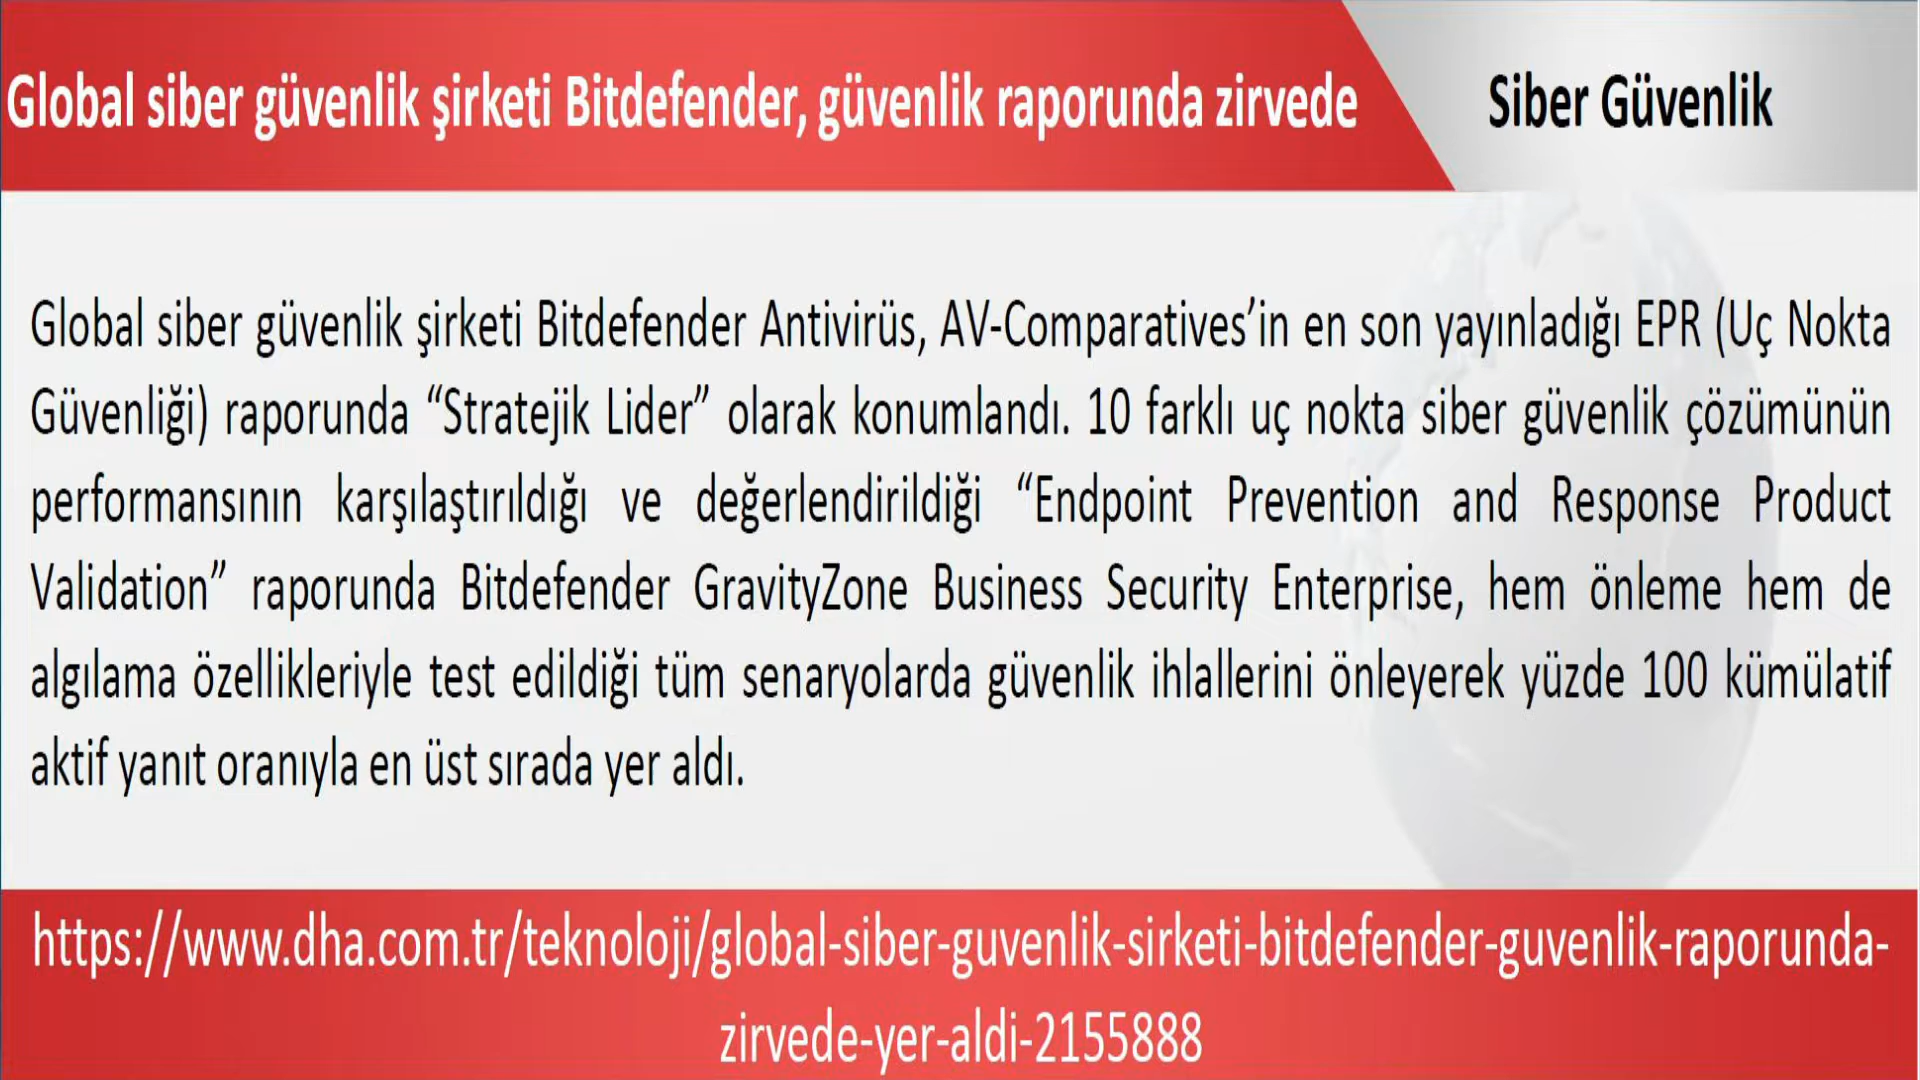 Global siber güvenlik şirketi Bitdefender, güvenlik raporunda zirvede
Siber Güvenlik
Global siber güvenlik şirketi Bitdefender Antivirüs, AV-Comparatives’in en son yayınladığı EPR (Uç Nokta
Güvenliği) raporunda “Stratejik Lider” olarak konumlandı. 10 farklı uç nokta siber güvenlik çözümünün
performansının karşılaştırıldığı ve değerlendirildiği “Endpoint Prevention and Response Product
Validation” raporunda Bitdefender GravityZone Business Security Enterprise, hem önleme hem de
algılama özellikleriyle test edildiği tüm senaryolarda güvenlik ihlallerini önleyerek yüzde 100 kümülatif
aktif yanıt oranıyla en üst sırada yer aldı.
https://www.dha.com.tr/teknoloji/global-siber-guvenlik-sirketi-bitdefender-guvenlik-raporunda-
zirvede-yer-aldi-2155888